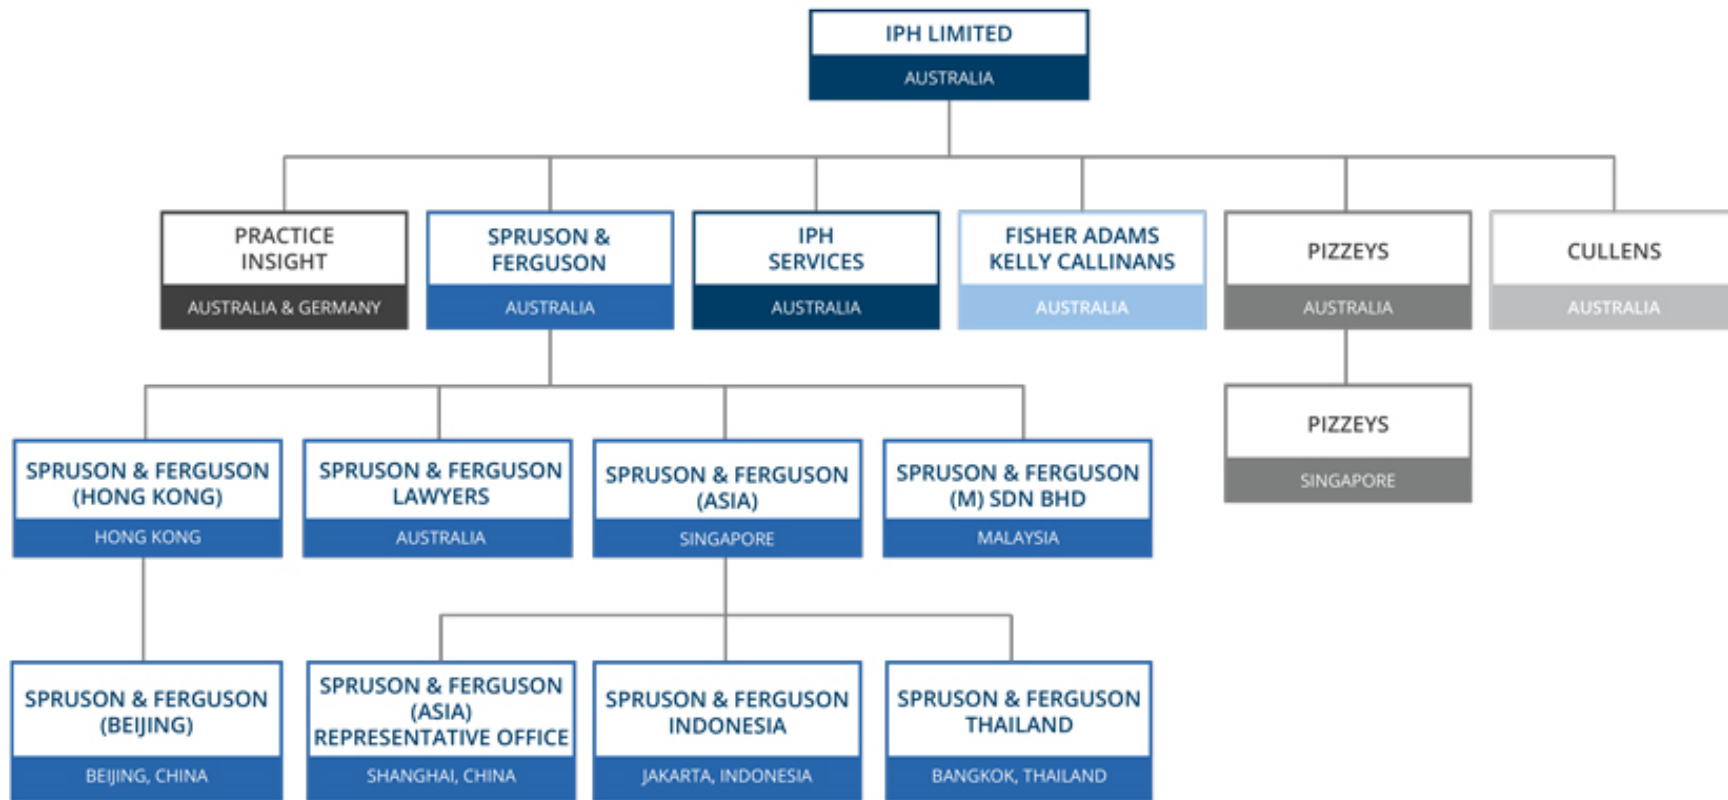 IPH LIMITED
AUSTRALIA
PRACTICE
INSIGHT
AUSTRALIA & GERMANY
SPRUSON &
FERGUSON
AUSTRALIA
IPH
SERVICES
AUSTRALIA
FISHER ADAMS
KELLY CALLINANS
AUSTRALIA
PIZZEYS
AUSTRALIA
CULLENS
AUSTRALIA
PIZZEYS
SINGAPORE
SPRUSON & FERGUSON
(HONG KONG)
HONG KONG
SPRUSON & FERGUSON
LAWYERS
AUSTRALIA
SPRUSON & FERGUSON
(ASIA)
SINGAPORE
SPRUSON & FERGUSON
(M) SDN BHD
MALAYSIA
SPRUSON & FERGUSON
(BEIJING)
BEIJING, CHINA
SPRUSON & FERGUSON
(ASIA)
REPRESENTATIVE OFFICE
SHANGHAI, CHINA
SPRUSON & FERGUSON
INDONESIA
JAKARTA, INDONESIA
SPRUSON & FERGUSON
THAILAND
BANGKOK, THAILAND